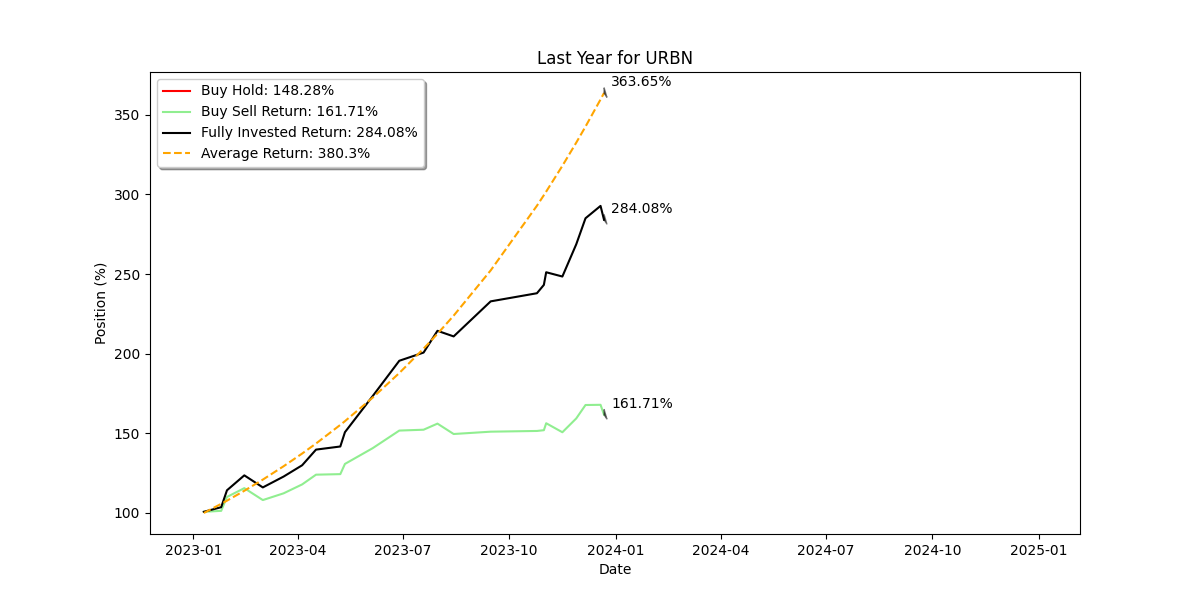 Last Year for URBN
Buy Hold: 148.28%
Buy Sell Return: 161.71%
Fully Invested Return: 284.08%
Average Return: 380.3%
363.65%
284.08%
161.71%
Position (%)
350
300
250
200
150
100
2023-01 2023-04 2023-07 2023-10 2024-01 2024-04 2024-07 2024-10 2025-01
Date